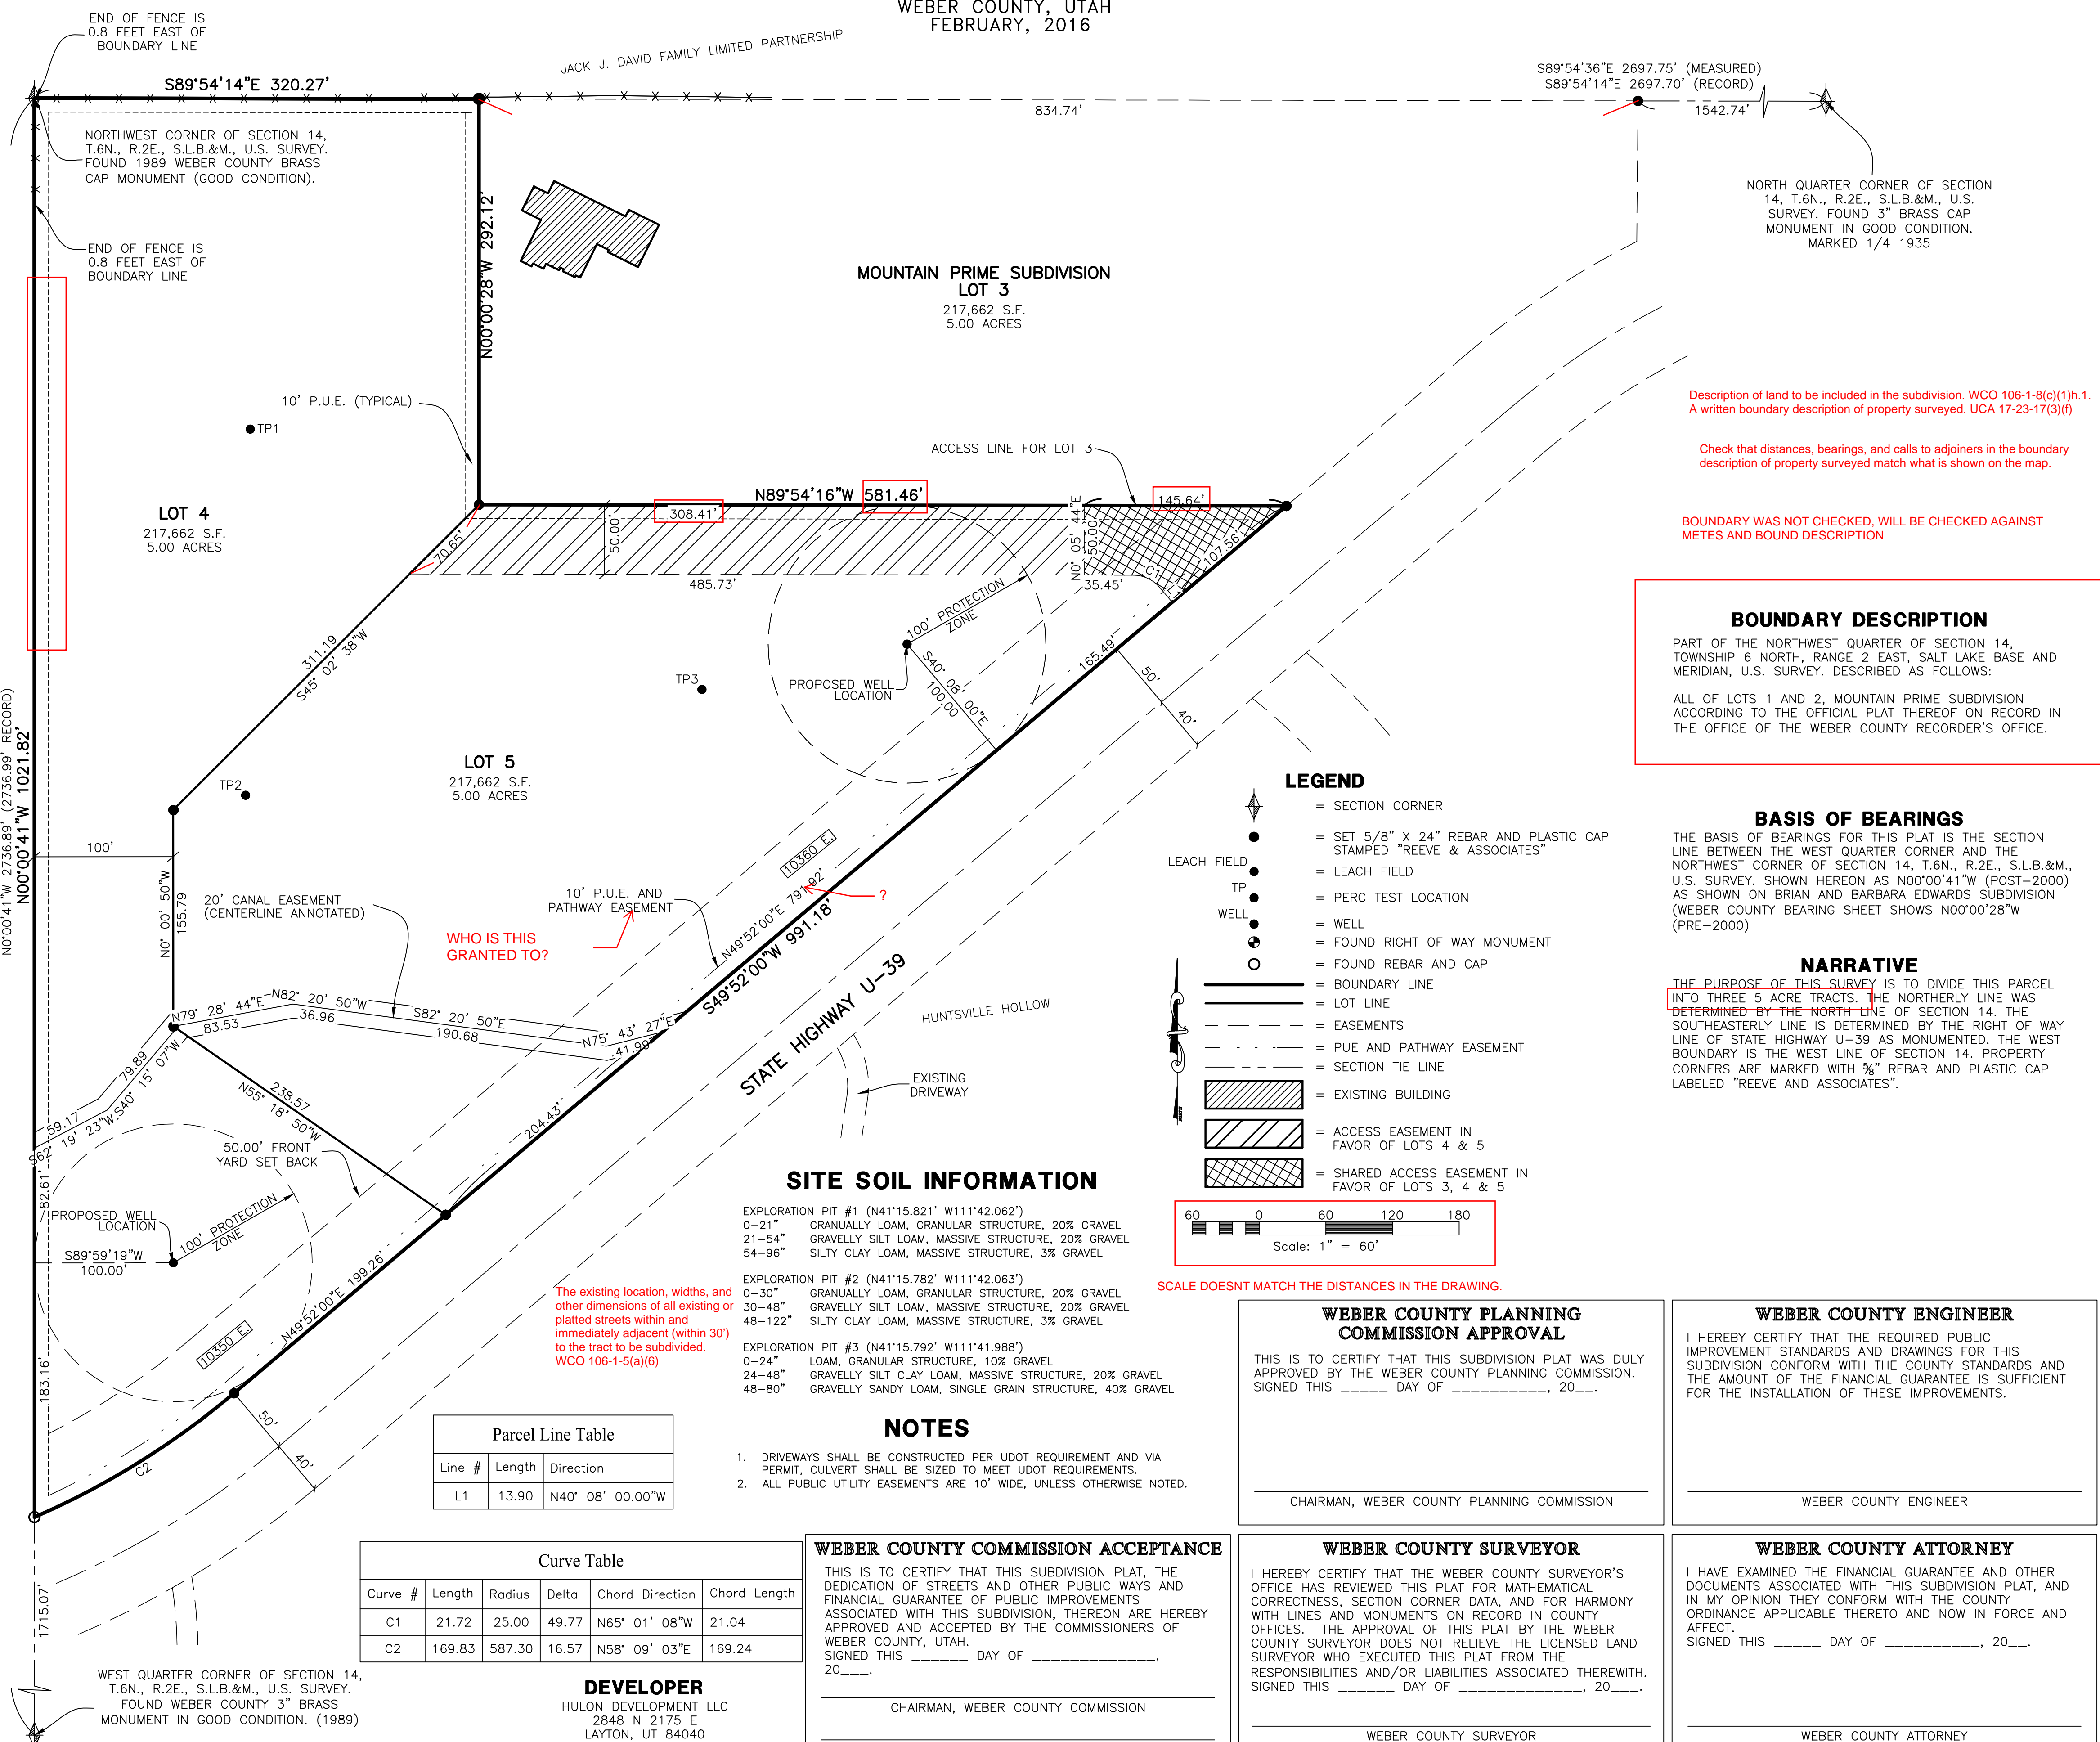 WEBER COUNTY, UTAH
FEBRUARY, 2016
END OF FENCE IS
0.8 FEET EAST OF
BOUNDARY LINE
JACK J. DAVID FAMILY LIMITED PARTNERSHIP
S89°54'14"E 320.27'
834.74'
S89°54'36"E 2697.75' (MEASURED)
S89°54'14"E 2697.70' (RECORD)
1542.74'
NORTHWEST CORNER OF SECTION 14,
T.6N., R.2E., S.L.B.&M., U.S. SURVEY.
FOUND 1989 WEBER COUNTY BRASS
CAP MONUMENT (GOOD CONDITION).
NORTH QUARTER CORNER OF SECTION
14, T.6N., R.2E., S.L.B.&M., U.S.
SURVEY. FOUND 3" BRASS CAP
MONUMENT IN GOOD CONDITION.
MARKED 1/4 1935
END OF FENCE IS
0.8 FEET EAST OF
BOUNDARY LINE
N00°00'28"W 292.12'
MOUNTAIN PRIME SUBDIVISION
LOT 3
217,662 S.F.
5.00 ACRES
10' P.U.E. (TYPICAL)
TP1
ACCESS LINE FOR LOT 3
LOT 4
217,662 S.F.
5.00 ACRES
N89°54'16"W 581.46'
308.41'
145.64'
50.00'
N0° 05' 44"E
50.00'
70.65'
107.56'
485.73'
35.45'
C1
L1
100' PROTECTION
ZONE
PROPOSED WELL
LOCATION
S40° 08' 00"E
100.00
165.49'
50'
40'
311.19
S45° 02' 38"W
TP3
TP2
LOT 5
217,662 S.F.
5.00 ACRES
N0°00'41"W 2736.89' (2736.99' RECORD)
N00°00'41"W 1021.82'
100'
N0° 00' 50"W
155.79
20' CANAL EASEMENT
(CENTERLINE ANNOTATED)
10' P.U.E. AND
PATHWAY EASEMENT
WHO IS THIS
GRANTED TO?
10360 E.
N49°52'00"E 791.92'
?
S49°52'00"W 991.18'
STATE HIGHWAY U-39
HUNTSVILLE HOLLOW
EXISTING
DRIVEWAY
N79° 28' 44"E
83.53
N82° 20' 50"W
36.96
S82° 20' 50"E
190.68
N75° 43' 27"E
41.99
79.89
S40° 15' 07"W
59.17
S62° 19' 23"W
238.57
N55° 18' 50"W
204.43'
50.00' FRONT
YARD SET BACK
82.61'
PROPOSED WELL
LOCATION
100' PROTECTION
ZONE
S89°59'19"W
100.00'
N49°52'00"E 199.26'
10350 E.
183.16'
C2
50'
40'
1715.07'
WEST QUARTER CORNER OF SECTION 14,
T.6N., R.2E., S.L.B.&M., U.S. SURVEY.
FOUND WEBER COUNTY 3" BRASS
MONUMENT IN GOOD CONDITION. (1989)
Description of land to be included in the subdivision. WCO 106-1-8(c)(1)h.1.
A written boundary description of property surveyed. UCA 17-23-17(3)(f)
Check that distances, bearings, and calls to adjoiners in the boundary
description of property surveyed match what is shown on the map.
BOUNDARY WAS NOT CHECKED, WILL BE CHECKED AGAINST
METES AND BOUND DESCRIPTION
BOUNDARY DESCRIPTION
PART OF THE NORTHWEST QUARTER OF SECTION 14,
TOWNSHIP 6 NORTH, RANGE 2 EAST, SALT LAKE BASE AND
MERIDIAN, U.S. SURVEY. DESCRIBED AS FOLLOWS:
ALL OF LOTS 1 AND 2, MOUNTAIN PRIME SUBDIVISION
ACCORDING TO THE OFFICIAL PLAT THEREOF ON RECORD IN
THE OFFICE OF THE WEBER COUNTY RECORDER'S OFFICE.
BASIS OF BEARINGS
THE BASIS OF BEARINGS FOR THIS PLAT IS THE SECTION
LINE BETWEEN THE WEST QUARTER CORNER AND THE
NORTHWEST CORNER OF SECTION 14, T.6N., R.2E., S.L.B.&M.,
U.S. SURVEY. SHOWN HEREON AS N00°00'41"W (POST-2000)
AS SHOWN ON BRIAN AND BARBARA EDWARDS SUBDIVISION
(WEBER COUNTY BEARING SHEET SHOWS N00°00'28"W
(PRE-2000)
NARRATIVE
THE PURPOSE OF THIS SURVEY IS TO DIVIDE THIS PARCEL
INTO THREE 5 ACRE TRACTS. THE NORTHERLY LINE WAS
DETERMINED BY THE NORTH LINE OF SECTION 14. THE
SOUTHEASTERLY LINE IS DETERMINED BY THE RIGHT OF WAY
LINE OF STATE HIGHWAY U-39 AS MONUMENTED. THE WEST
BOUNDARY IS THE WEST LINE OF SECTION 14. PROPERTY
CORNERS ARE MARKED WITH ⅝" REBAR AND PLASTIC CAP
LABELED "REEVE AND ASSOCIATES".
LEGEND
= SECTION CORNER
= SET 5/8" X 24" REBAR AND PLASTIC CAP
STAMPED "REEVE & ASSOCIATES"
LEACH FIELD = LEACH FIELD
TP = PERC TEST LOCATION
WELL = WELL
= FOUND RIGHT OF WAY MONUMENT
= FOUND REBAR AND CAP
= BOUNDARY LINE
= LOT LINE
= EASEMENTS
= PUE AND PATHWAY EASEMENT
= SECTION TIE LINE
= EXISTING BUILDING
= ACCESS EASEMENT IN
FAVOR OF LOTS 4 & 5
= SHARED ACCESS EASEMENT IN
FAVOR OF LOTS 3, 4 & 5
60 0 60 120 180
Scale: 1" = 60'
SCALE DOESNT MATCH THE DISTANCES IN THE DRAWING.
SITE SOIL INFORMATION
EXPLORATION PIT #1 (N41°15.821' W111°42.062')
0-21" GRANUALLY LOAM, GRANULAR STRUCTURE, 20% GRAVEL
21-54" GRAVELLY SILT LOAM, MASSIVE STRUCTURE, 20% GRAVEL
54-96" SILTY CLAY LOAM, MASSIVE STRUCTURE, 3% GRAVEL
EXPLORATION PIT #2 (N41°15.782' W111°42.063')
0-30" GRANUALLY LOAM, GRANULAR STRUCTURE, 20% GRAVEL
30-48" GRAVELLY SILT LOAM, MASSIVE STRUCTURE, 20% GRAVEL
48-122" SILTY CLAY LOAM, MASSIVE STRUCTURE, 3% GRAVEL
EXPLORATION PIT #3 (N41°15.792' W111°41.988')
0-24" LOAM, GRANULAR STRUCTURE, 10% GRAVEL
24-48" GRAVELLY SILT CLAY LOAM, MASSIVE STRUCTURE, 20% GRAVEL
48-80" GRAVELLY SANDY LOAM, SINGLE GRAIN STRUCTURE, 40% GRAVEL
The existing location, widths, and
other dimensions of all existing or
platted streets within and
immediately adjacent (within 30')
to the tract to be subdivided.
WCO 106-1-5(a)(6)
NOTES
1. DRIVEWAYS SHALL BE CONSTRUCTED PER UDOT REQUIREMENT AND VIA
PERMIT, CULVERT SHALL BE SIZED TO MEET UDOT REQUIREMENTS.
2. ALL PUBLIC UTILITY EASEMENTS ARE 10' WIDE, UNLESS OTHERWISE NOTED.
Parcel Line Table
Line # Length Direction
L1 13.90 N40° 08' 00.00"W
Curve Table
Curve # Length Radius Delta Chord Direction Chord Length
C1 21.72 25.00 49.77 N65° 01' 08"W 21.04
C2 169.83 587.30 16.57 N58° 09' 03"E 169.24
DEVELOPER
HULON DEVELOPMENT LLC
2848 N 2175 E
LAYTON, UT 84040
WEBER COUNTY PLANNING
COMMISSION APPROVAL
THIS IS TO CERTIFY THAT THIS SUBDIVISION PLAT WAS DULY
APPROVED BY THE WEBER COUNTY PLANNING COMMISSION.
SIGNED THIS _____ DAY OF __________, 20__.
CHAIRMAN, WEBER COUNTY PLANNING COMMISSION
WEBER COUNTY ENGINEER
I HEREBY CERTIFY THAT THE REQUIRED PUBLIC
IMPROVEMENT STANDARDS AND DRAWINGS FOR THIS
SUBDIVISION CONFORM WITH THE COUNTY STANDARDS AND
THE AMOUNT OF THE FINANCIAL GUARANTEE IS SUFFICIENT
FOR THE INSTALLATION OF THESE IMPROVEMENTS.
WEBER COUNTY ENGINEER
WEBER COUNTY COMMISSION ACCEPTANCE
THIS IS TO CERTIFY THAT THIS SUBDIVISION PLAT, THE
DEDICATION OF STREETS AND OTHER PUBLIC WAYS AND
FINANCIAL GUARANTEE OF PUBLIC IMPROVEMENTS
ASSOCIATED WITH THIS SUBDIVISION, THEREON ARE HEREBY
APPROVED AND ACCEPTED BY THE COMMISSIONERS OF
WEBER COUNTY, UTAH.
SIGNED THIS ______ DAY OF _____________,
20___.
CHAIRMAN, WEBER COUNTY COMMISSION
WEBER COUNTY SURVEYOR
I HEREBY CERTIFY THAT THE WEBER COUNTY SURVEYOR'S
OFFICE HAS REVIEWED THIS PLAT FOR MATHEMATICAL
CORRECTNESS, SECTION CORNER DATA, AND FOR HARMONY
WITH LINES AND MONUMENTS ON RECORD IN COUNTY
OFFICES. THE APPROVAL OF THIS PLAT BY THE WEBER
COUNTY SURVEYOR DOES NOT RELIEVE THE LICENSED LAND
SURVEYOR WHO EXECUTED THIS PLAT FROM THE
RESPONSIBILITIES AND/OR LIABILITIES ASSOCIATED THEREWITH.
SIGNED THIS ______ DAY OF _____________, 20___.
WEBER COUNTY SURVEYOR
WEBER COUNTY ATTORNEY
I HAVE EXAMINED THE FINANCIAL GUARANTEE AND OTHER
DOCUMENTS ASSOCIATED WITH THIS SUBDIVISION PLAT, AND
IN MY OPINION THEY CONFORM WITH THE COUNTY
ORDINANCE APPLICABLE THERETO AND NOW IN FORCE AND
AFFECT.
SIGNED THIS _____ DAY OF __________, 20__.
WEBER COUNTY ATTORNEY